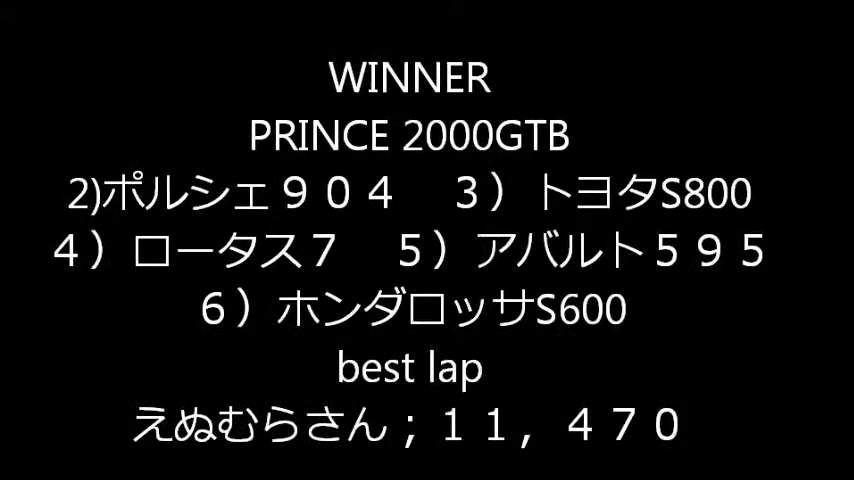 WINNER
PRINCE 2000GTB
2)ポルシェ９０４　３）トヨタS800
４）ロータス７　５）アバルト５９５
６）ホンダロッサS600
best lap
えぬむらさん；１１，４７０